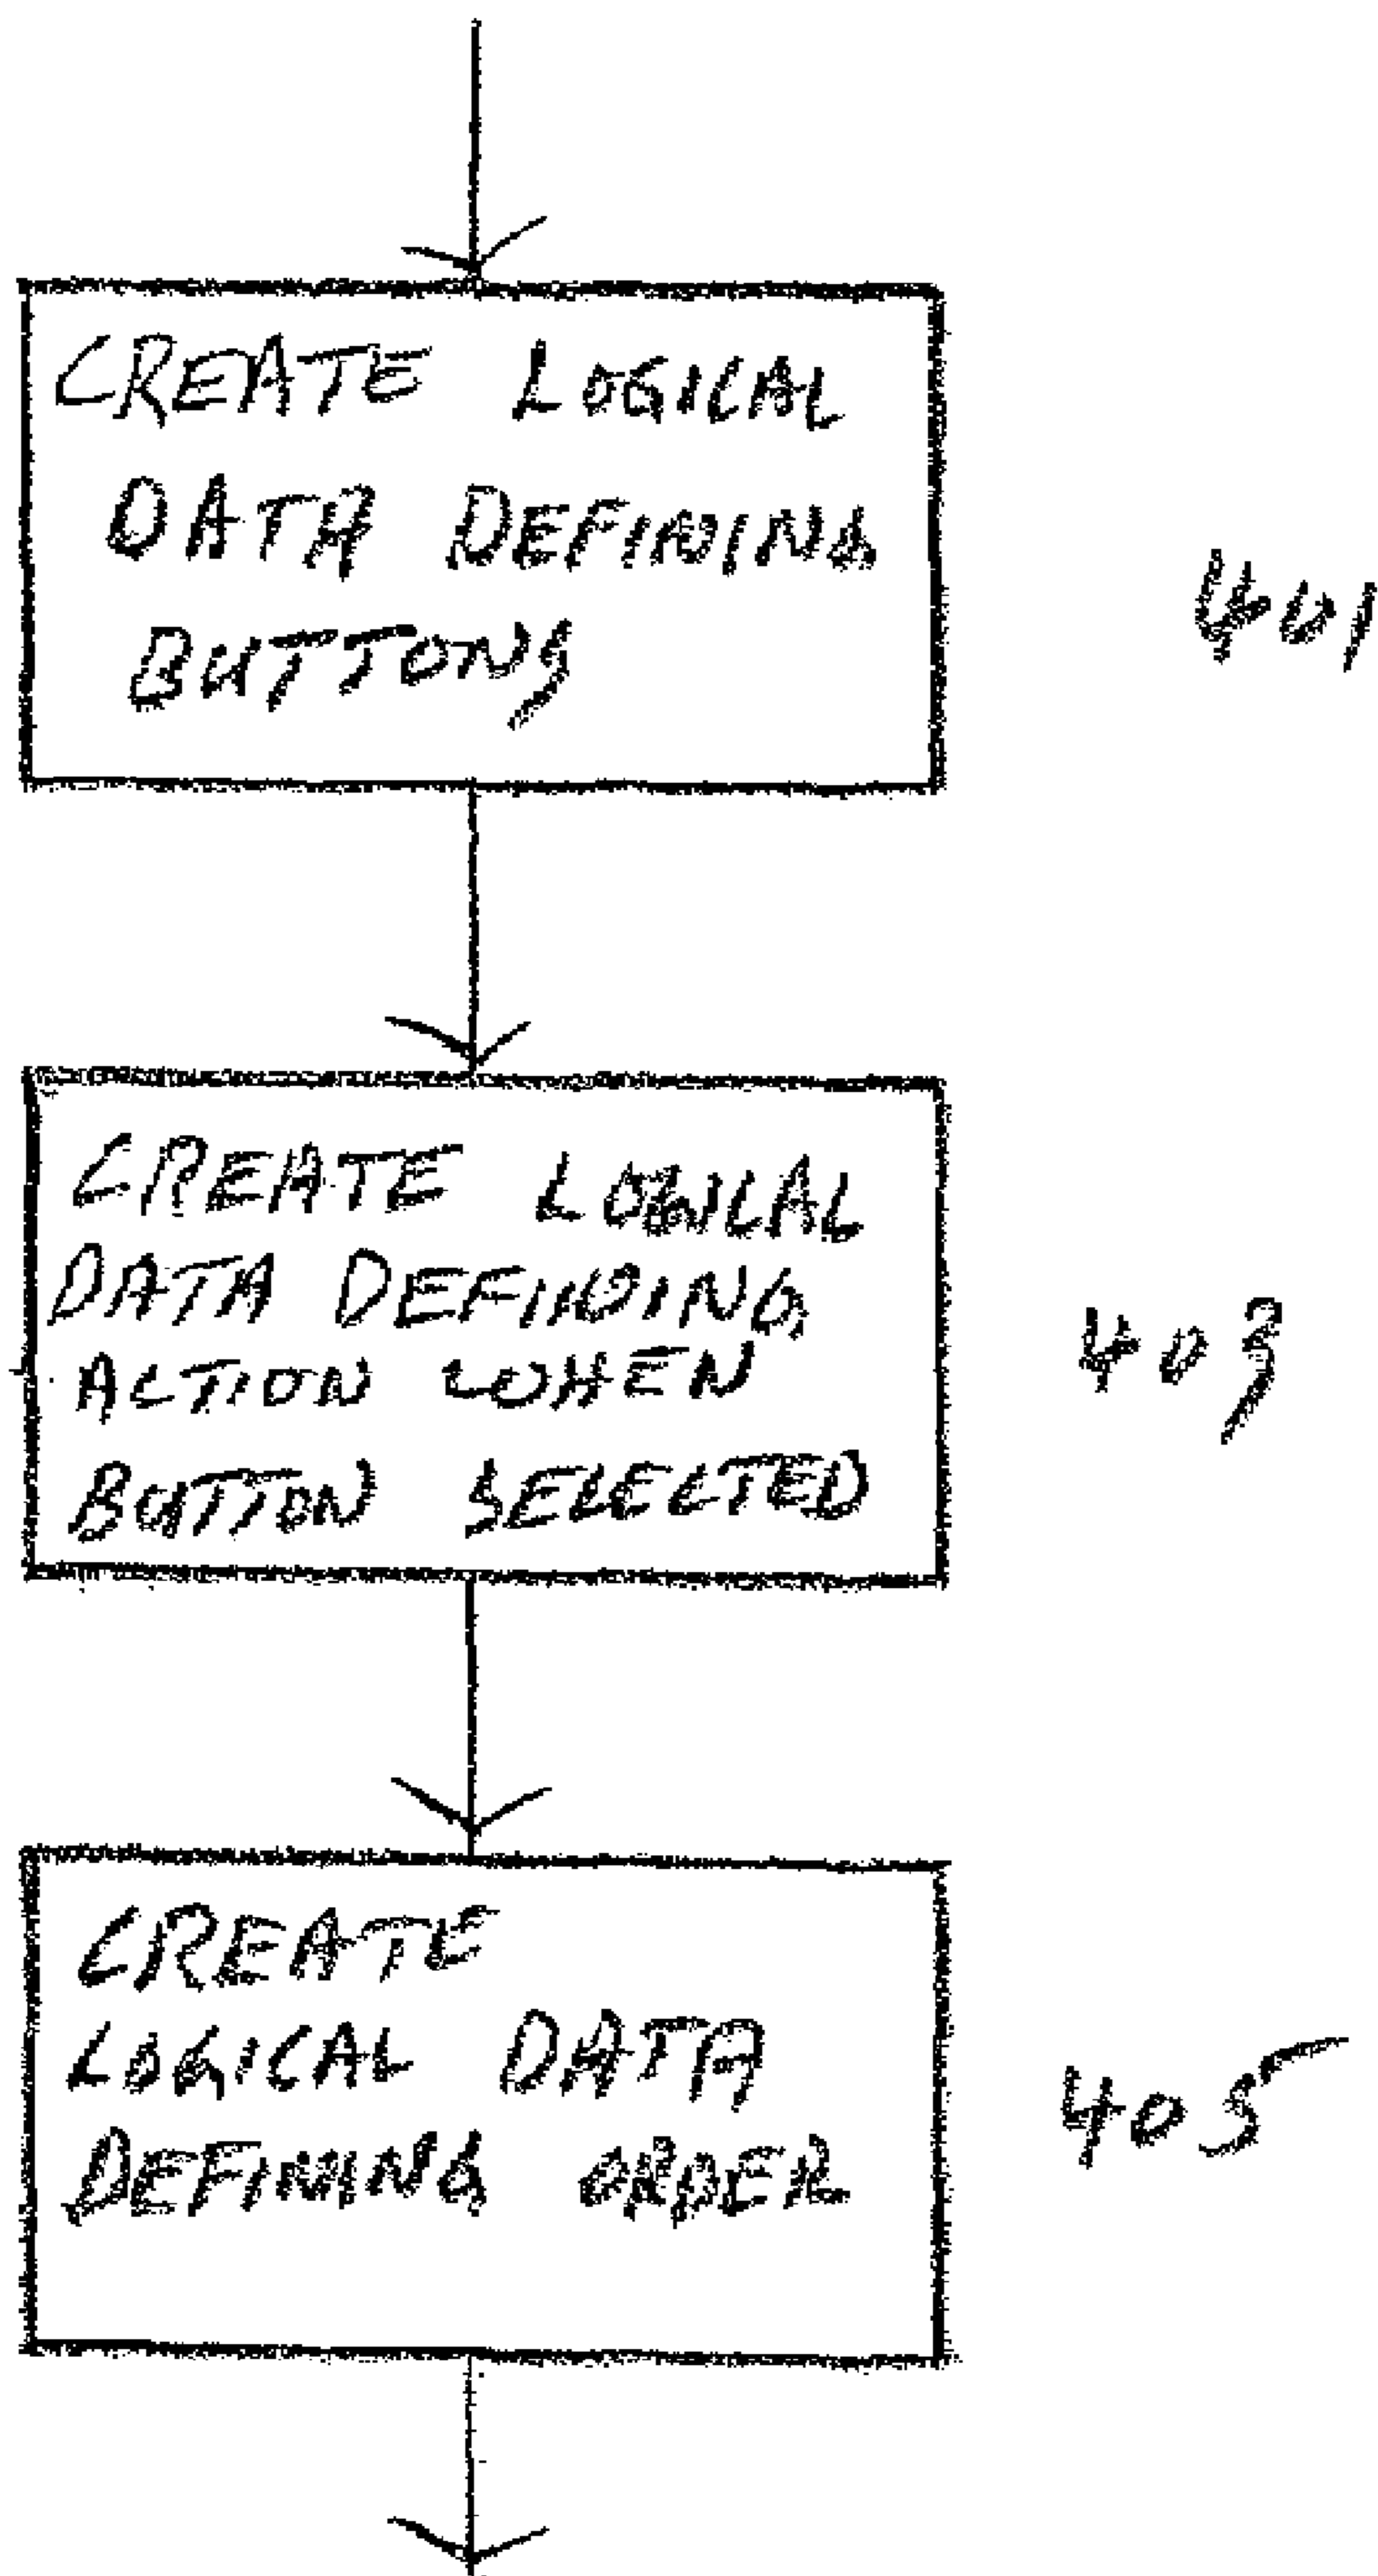 CREATE LOGICAL
DATA DEFINING
BUTTONS
401
CREATE LOGICAL
DATA DEFINING
ACTION WHEN
BUTTON SELECTED
403
CREATE
LOGICAL DATA
DEFINING ORDER
405